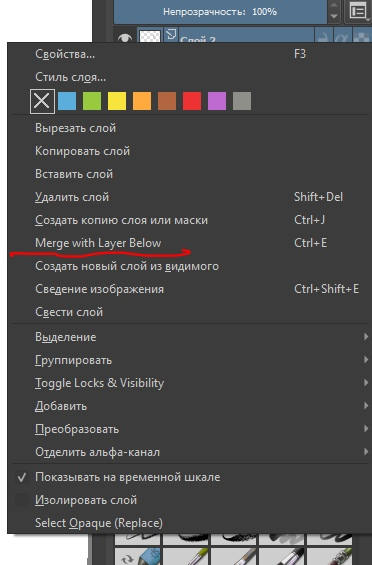 Непрозрачность: 100%
Слой 2
Свойства... F3
Стиль слоя...
Вырезать слой
Копировать слой
Вставить слой
Удалить слой Shift+Del
Создать копию слоя или маски Ctrl+J
Merge with Layer Below Ctrl+E
Создать новый слой из видимого
Сведение изображения Ctrl+Shift+E
Свести слой
Выделение
Группировать
Toggle Locks & Visibility
Добавить
Преобразовать
Отделить альфа-канал
Показывать на временной шкале
Изолировать слой
Select Opaque (Replace)